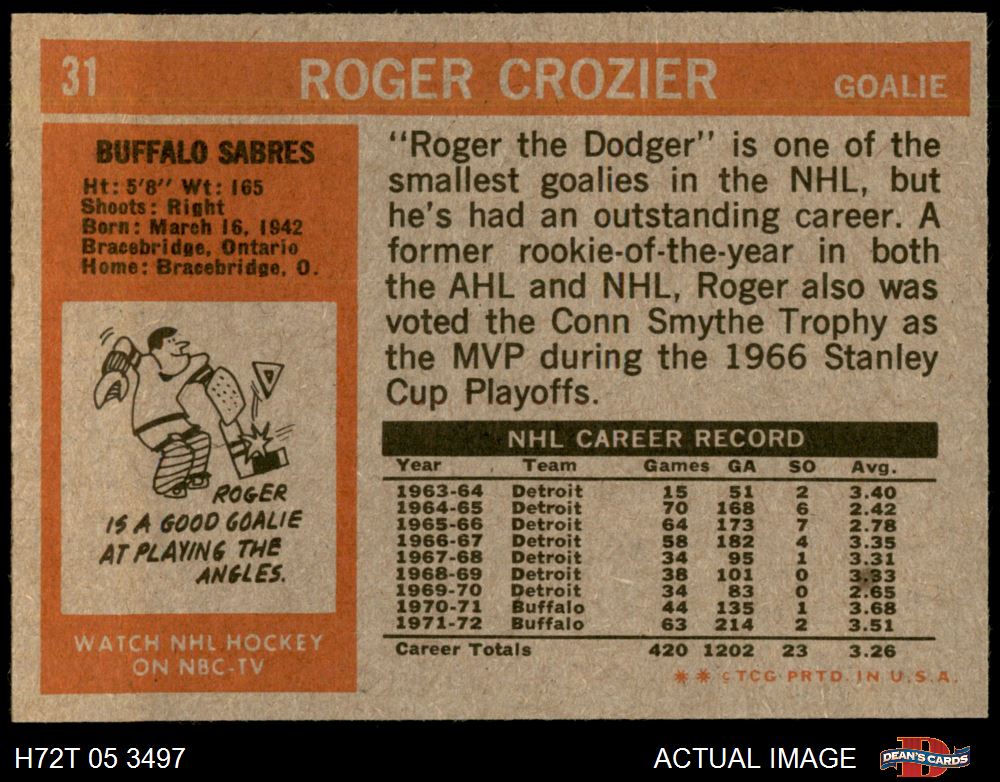 31 ROGER CROZIER GOALIE
BUFFALO SABRES
Ht: 5'8" Wt: 165
Shoots: Right
Born: March 16, 1942
Bracebridge, Ontario
Home: Bracebridge, O.
ROGER
IS A GOOD GOALIE
AT PLAYING THE
ANGLES.
WATCH NHL HOCKEY
ON NBC-TV
"Roger the Dodger" is one of the
smallest goalies in the NHL, but
he's had an outstanding career. A
former rookie-of-the-year in both
the AHL and NHL, Roger also was
voted the Conn Smythe Trophy as
the MVP during the 1966 Stanley
Cup Playoffs.
NHL CAREER RECORD
Year Team Games GA SO Avg.
1963-64 Detroit 15 51 2 3.40
1964-65 Detroit 70 168 6 2.42
1965-66 Detroit 64 173 7 2.78
1966-67 Detroit 58 182 4 3.35
1967-68 Detroit 34 95 1 3.31
1968-69 Detroit 38 101 0 3.33
1969-70 Detroit 34 83 0 2.65
1970-71 Buffalo 44 135 1 3.68
1971-72 Buffalo 63 214 2 3.51
Career Totals 420 1202 23 3.26
* * © TCG PRTD. IN U.S.A.
H72T 05 3497 ACTUAL IMAGE DEAN'S CARDS